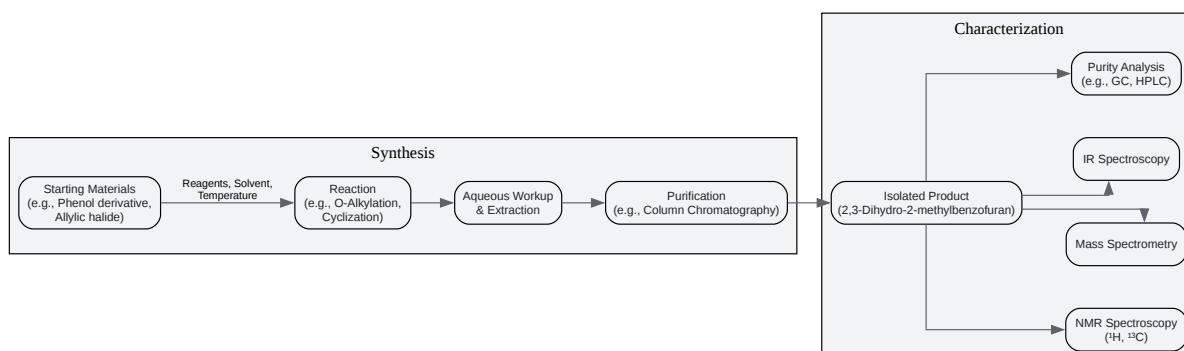 Synthesis
Starting Materials
(e.g., Phenol derivative,
Allylic halide)
Reagents, Solvent,
Temperature
Reaction
(e.g., O-Alkylation,
Cyclization)
Aqueous Workup
& Extraction
Purification
(e.g., Column Chromatography)
Characterization
Isolated Product
(2,3-Dihydro-2-methylbenzofuran)
Purity Analysis
(e.g., GC, HPLC)
IR Spectroscopy
Mass Spectrometry
NMR Spectroscopy
(¹H, ¹³C)